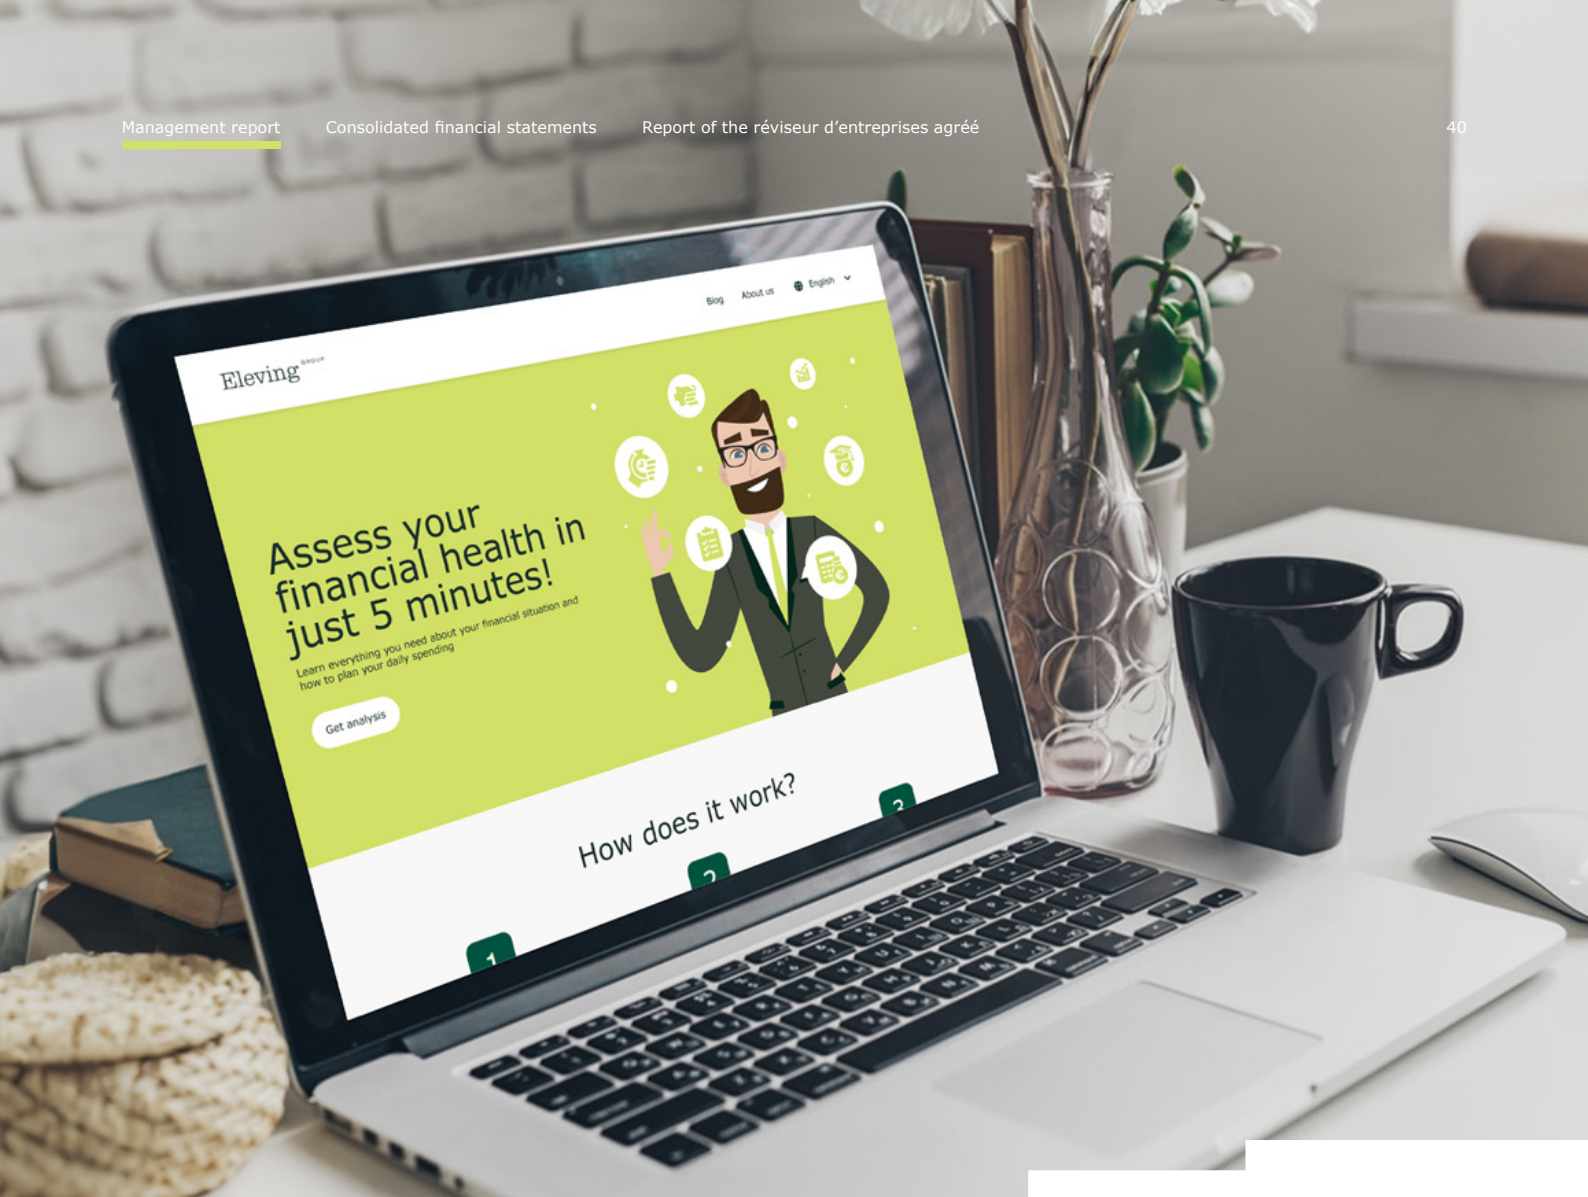 Management report
Consolidated financial statements
Report of the réviseur d’entreprises agréé
40
Eleving GROUP
Blog
About us
English
Assess your
financial health in
just 5 minutes!
Learn everything you need about your financial situation and
how to plan your daily spending
Get analysis
How does it work?
1
2
3